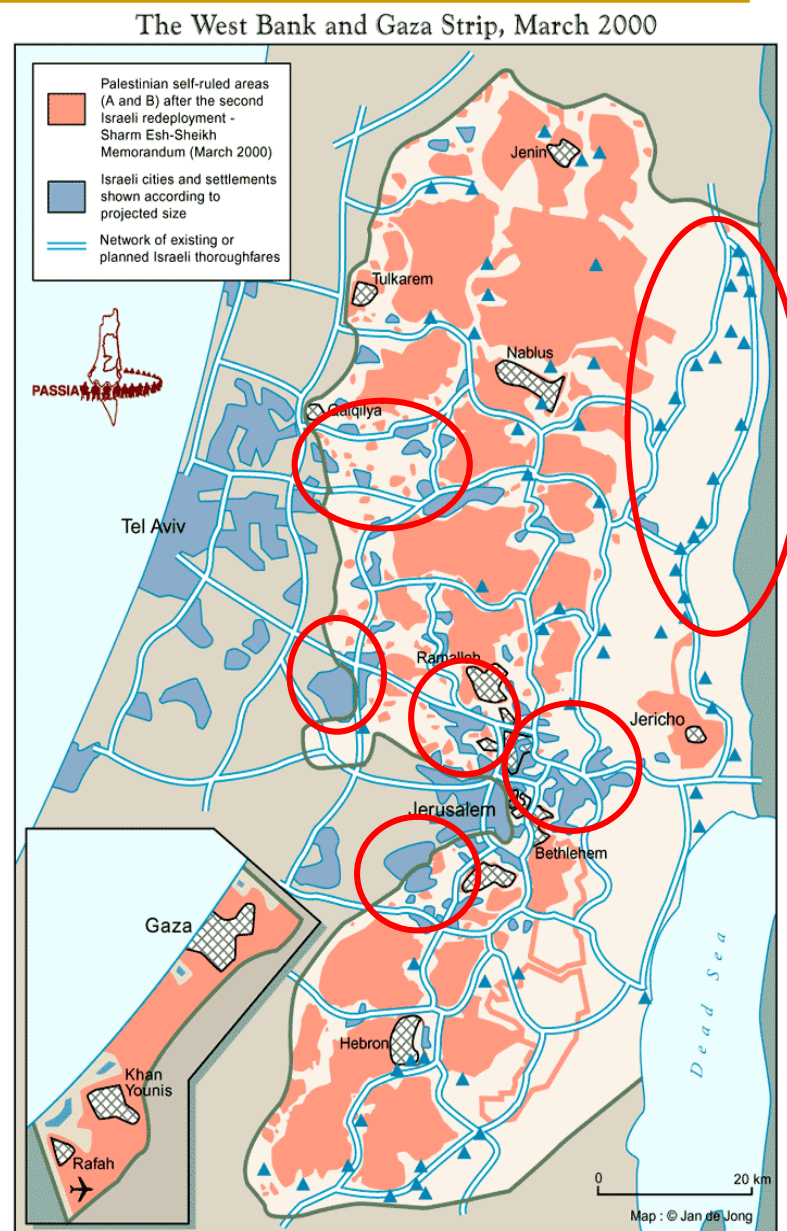 The West Bank and Gaza Strip, March 2000
Palestinian self-ruled areas
(A and B) after the second
Israeli redeployment -
Sharm Esh-Sheikh
Memorandum (March 2000)
Israeli cities and settlements
shown according to
projected size
Network of existing or
planned Israeli thoroughfares
Jenin
Tulkarem
PASSIA
Nablus
Qalqilya
Tel Aviv
Ramallah
Jericho
Jerusalem
Bethlehem
Gaza
Dead Sea
Hebron
Khan
Younis
Rafah
0 20 km
Map : © Jan de Jong